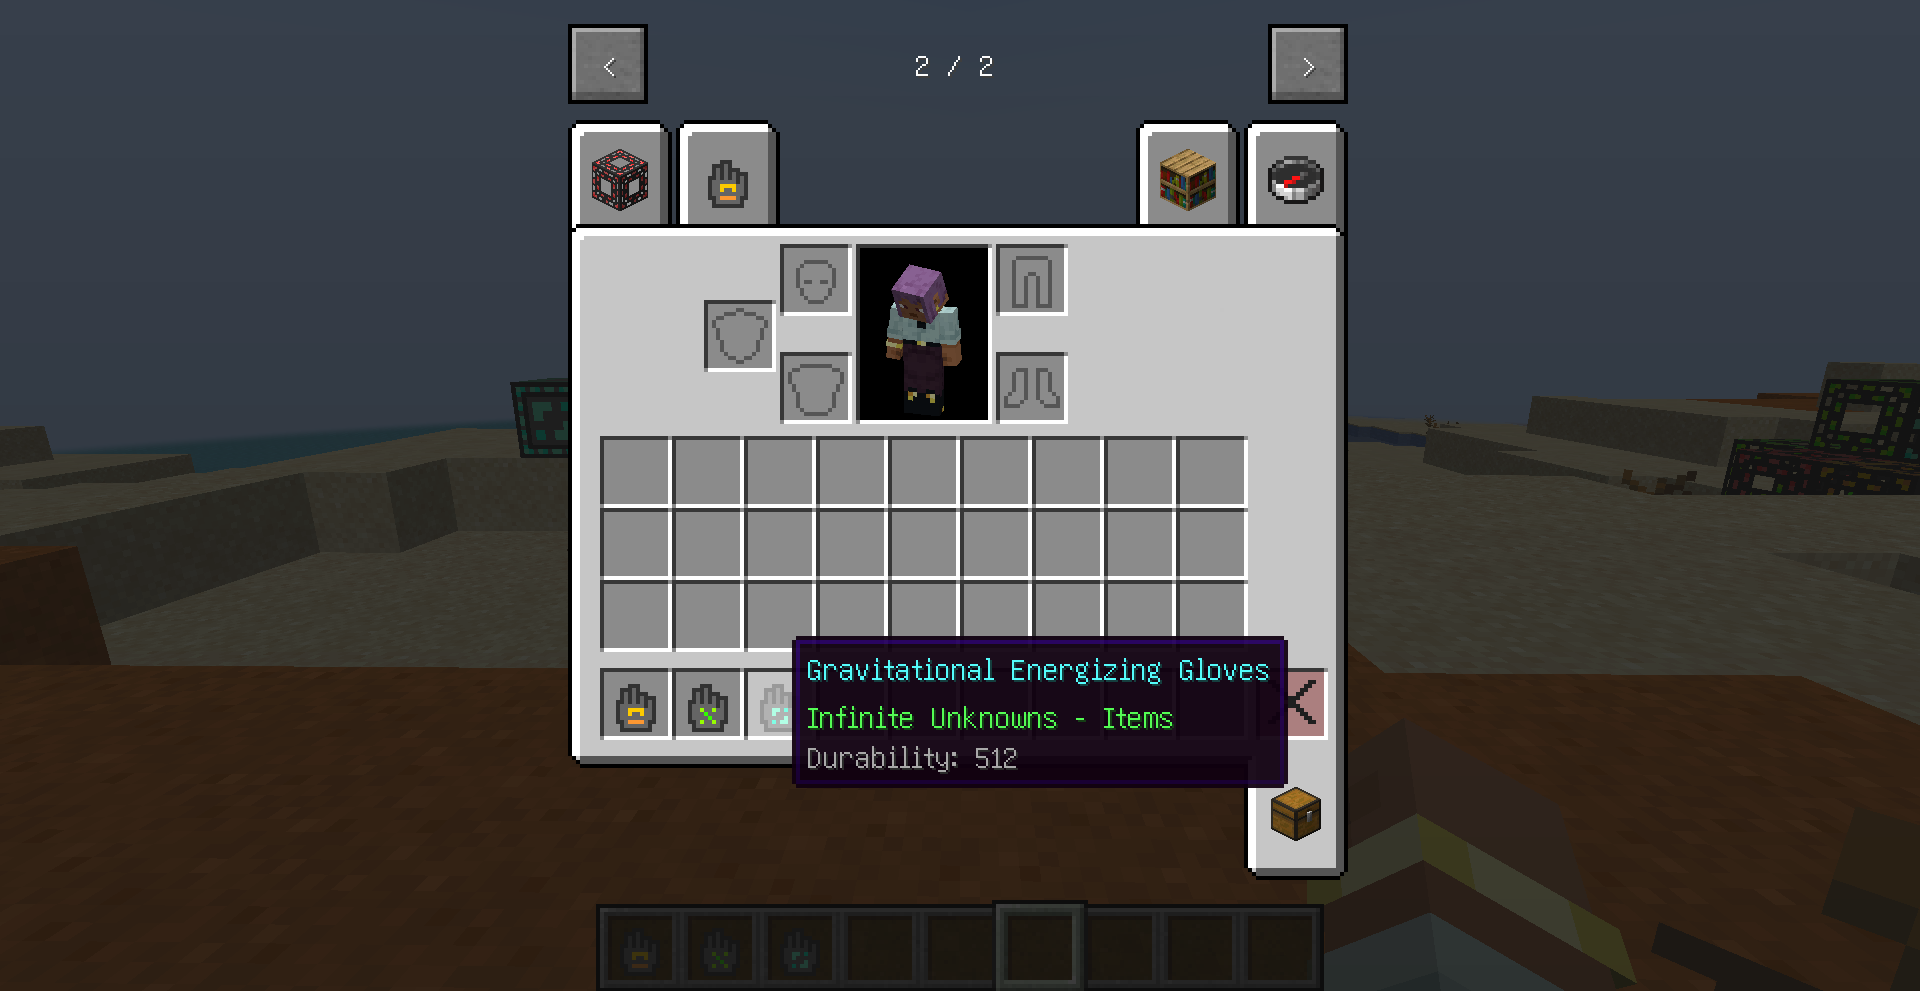 < 2 / 2 >
Gravitational Energizing Gloves
Infinite Unknowns - Items
Durability: 512